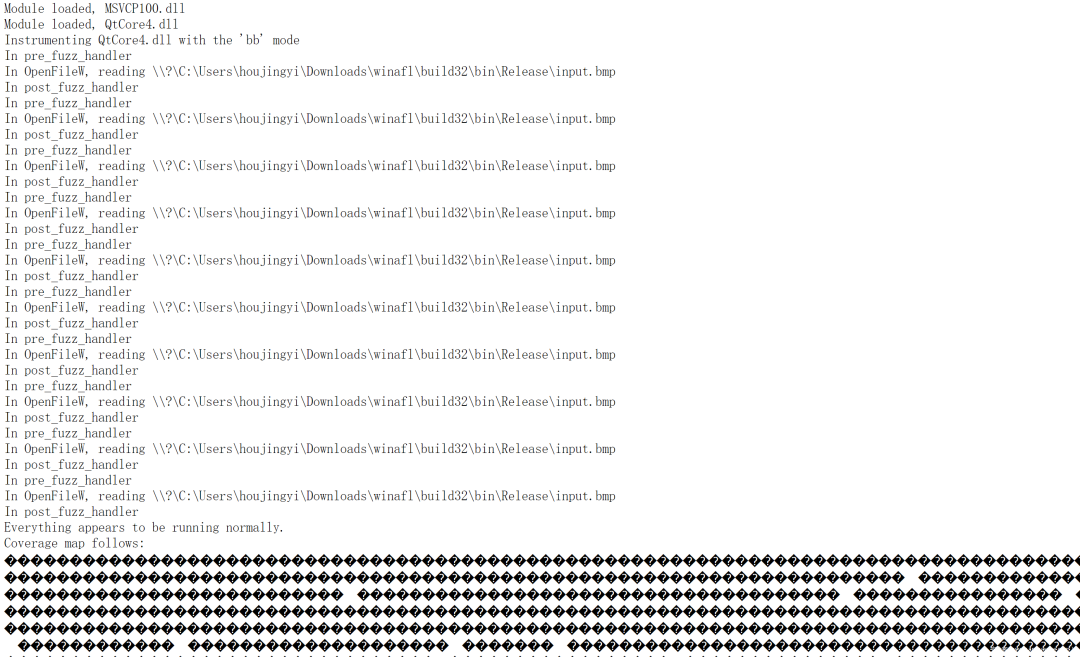 Module loaded, MSVCP100.dll
Module loaded, QtCore4.dll
Instrumenting QtCore4.dll with the 'bb' mode
In pre_fuzz_handler
In OpenFileW, reading \\?\C:\Users\houjingyi\Downloads\winafl\build32\bin\Release\input.bmp
In post_fuzz_handler
In pre_fuzz_handler
In OpenFileW, reading \\?\C:\Users\houjingyi\Downloads\winafl\build32\bin\Release\input.bmp
In post_fuzz_handler
In pre_fuzz_handler
In OpenFileW, reading \\?\C:\Users\houjingyi\Downloads\winafl\build32\bin\Release\input.bmp
In post_fuzz_handler
In pre_fuzz_handler
In OpenFileW, reading \\?\C:\Users\houjingyi\Downloads\winafl\build32\bin\Release\input.bmp
In post_fuzz_handler
In pre_fuzz_handler
In OpenFileW, reading \\?\C:\Users\houjingyi\Downloads\winafl\build32\bin\Release\input.bmp
In post_fuzz_handler
In pre_fuzz_handler
In OpenFileW, reading \\?\C:\Users\houjingyi\Downloads\winafl\build32\bin\Release\input.bmp
In post_fuzz_handler
In pre_fuzz_handler
In OpenFileW, reading \\?\C:\Users\houjingyi\Downloads\winafl\build32\bin\Release\input.bmp
In post_fuzz_handler
In pre_fuzz_handler
In OpenFileW, reading \\?\C:\Users\houjingyi\Downloads\winafl\build32\bin\Release\input.bmp
In post_fuzz_handler
In pre_fuzz_handler
In OpenFileW, reading \\?\C:\Users\houjingyi\Downloads\winafl\build32\bin\Release\input.bmp
In post_fuzz_handler
In pre_fuzz_handler
In OpenFileW, reading \\?\C:\Users\houjingyi\Downloads\winafl\build32\bin\Release\input.bmp
In post_fuzz_handler
Everything appears to be running normally.
Coverage map follows: